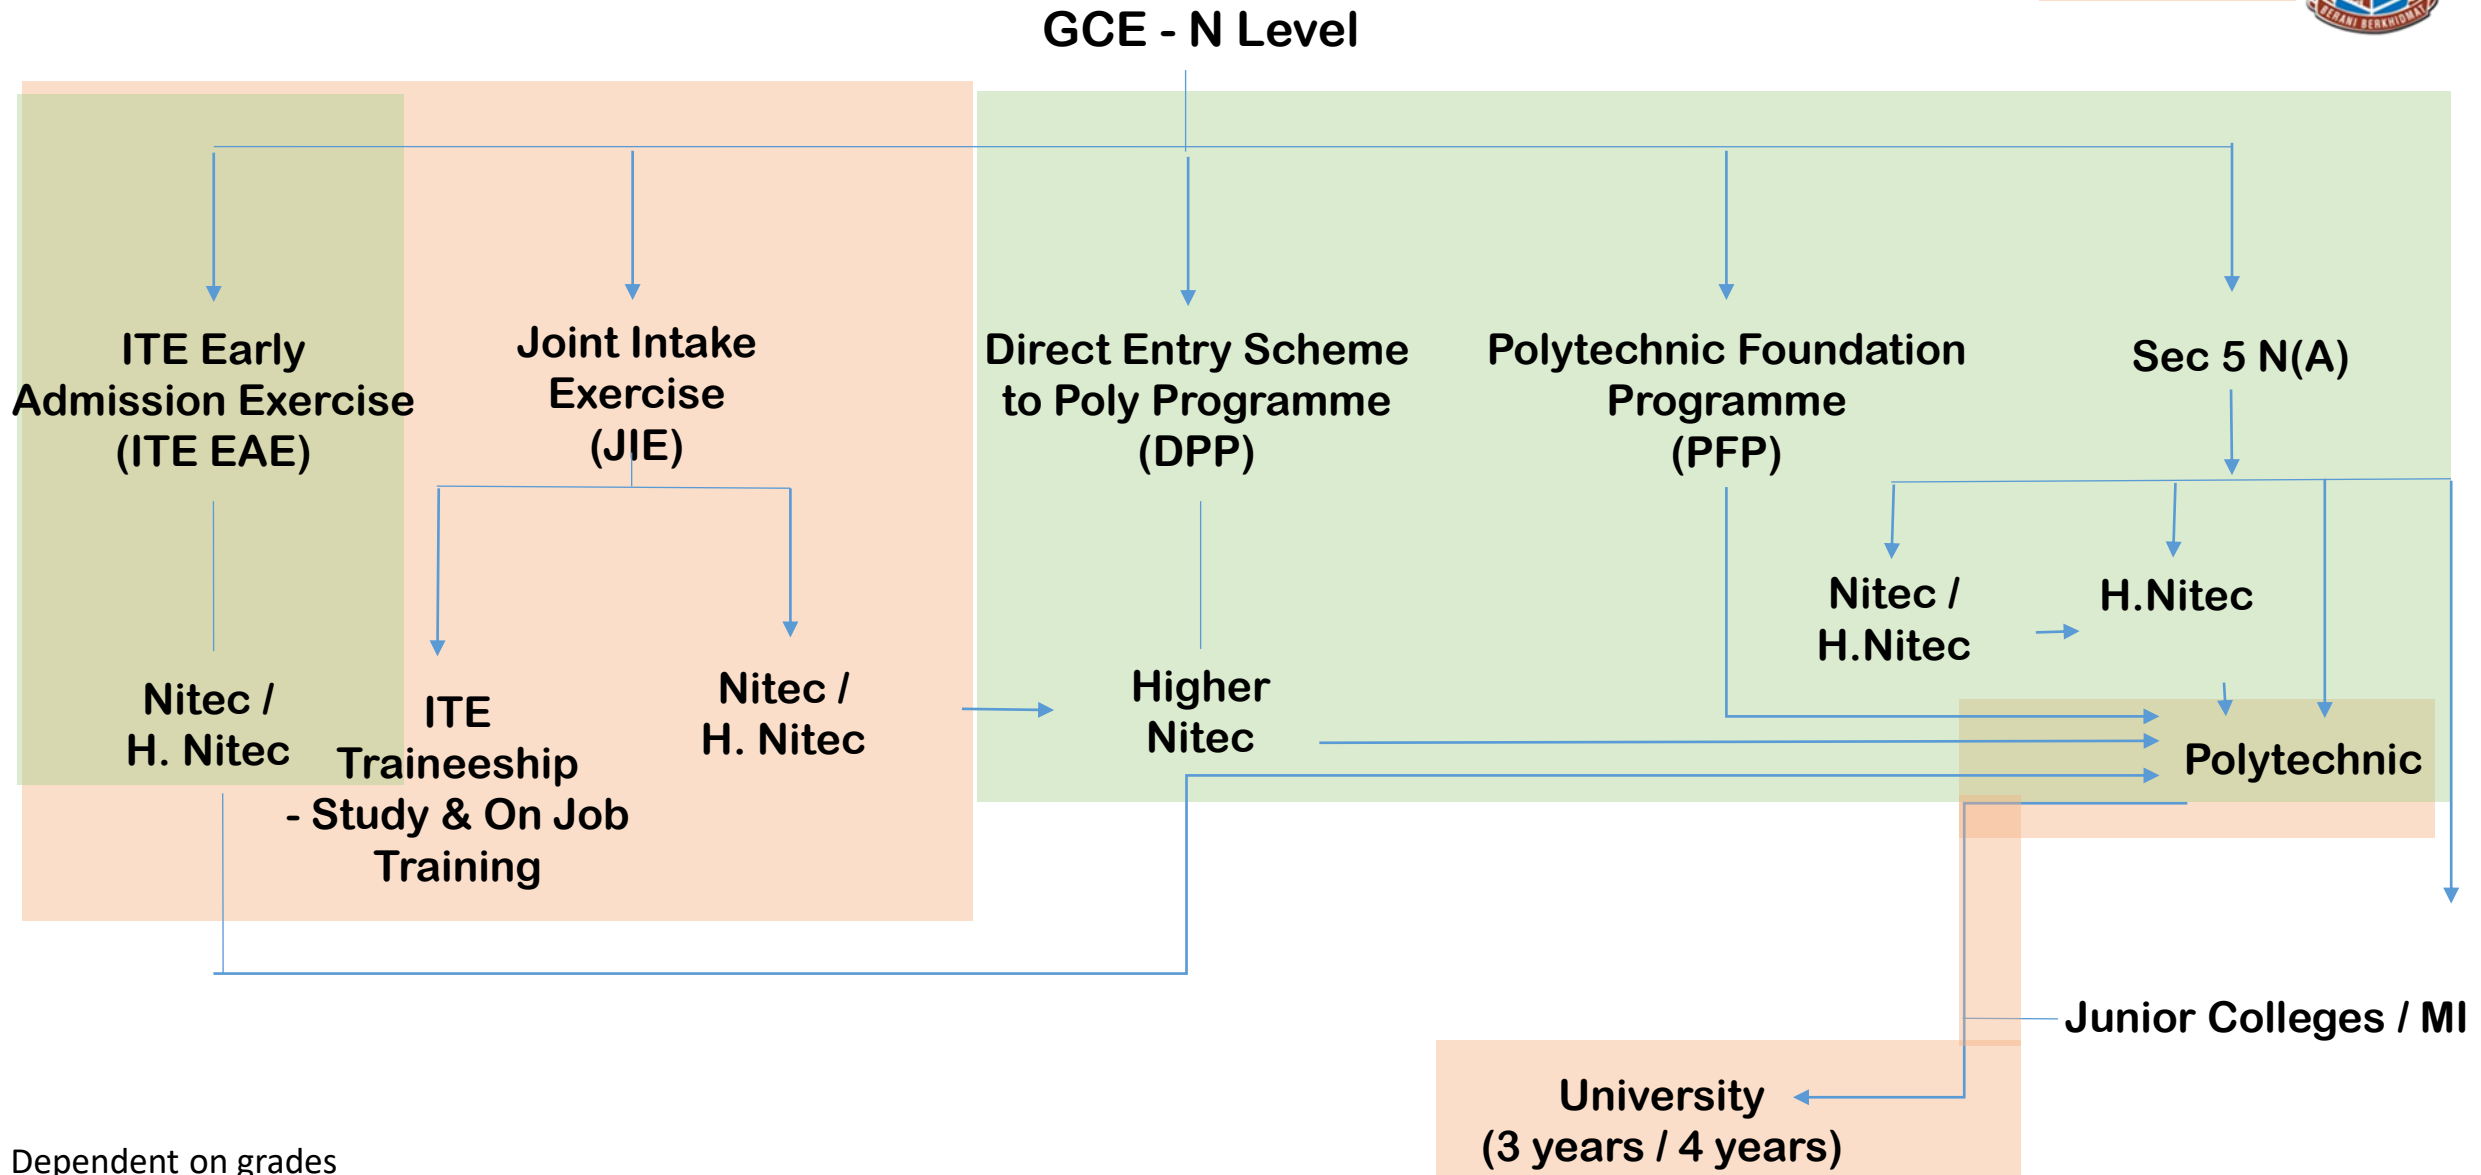 BERANI BERKHIDMAT
GCE - N Level
ITE Early
Admission Exercise
(ITE EAE)
Joint Intake
Exercise
(JIE)
Direct Entry Scheme
to Poly Programme
(DPP)
Polytechnic Foundation
Programme
(PFP)
Sec 5 N(A)
Nitec /
H. Nitec
ITE
Traineeship
- Study & On Job
Training
Nitec /
H. Nitec
Higher
Nitec
Nitec /
H.Nitec
H.Nitec
Polytechnic
Junior Colleges / MI
University
(3 years / 4 years)
Dependent on grades